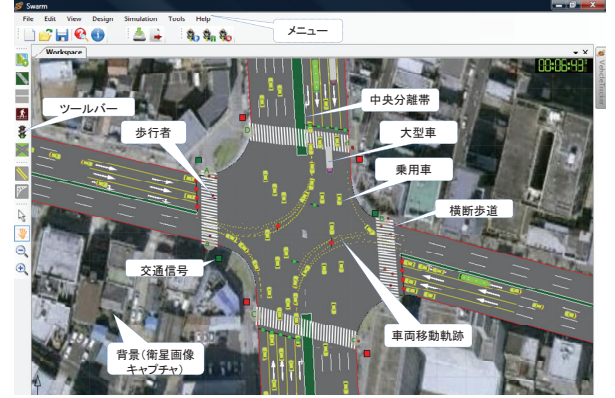 Swarm
File Edit View Design Simulation Tools Help
メニュー
Workspace
00:06:43
ツールバー
中央分離帯
歩行者
大型車
乗用車
横断歩道
交通信号
車両移動軌跡
背景(衛星画像
キャプチャ)